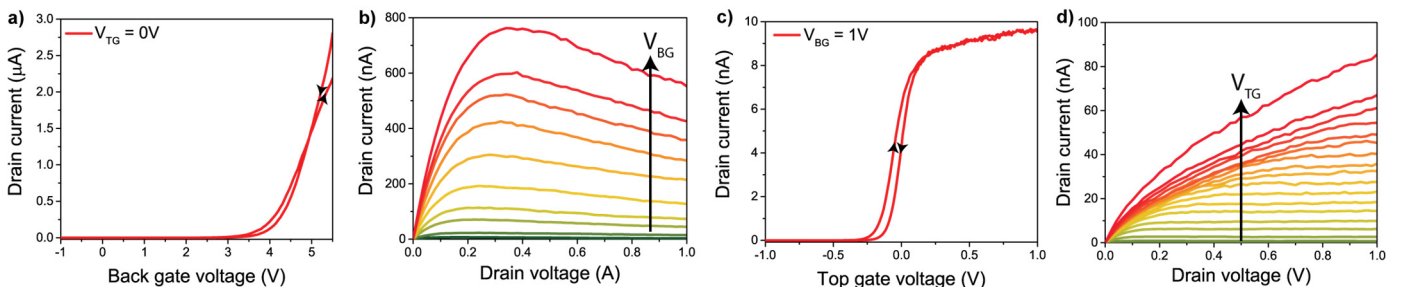 a)
V_TG = 0V
Drain current (μA)
3.0
2.5
2.0
1.5
1.0
0.5
0.0
-1 0 1 2 3 4 5
Back gate voltage (V)
b)
V_BG
Drain current (nA)
800
600
400
200
0
0.0 0.2 0.4 0.6 0.8 1.0
Drain voltage (A)
c)
V_BG = 1V
Drain current (nA)
10
8
6
4
2
0
-1.0 -0.5 0.0 0.5 1.0
Top gate voltage (V)
d)
V_TG
Drain current (nA)
100
80
60
40
20
0
0.0 0.2 0.4 0.6 0.8 1.0
Drain voltage (V)